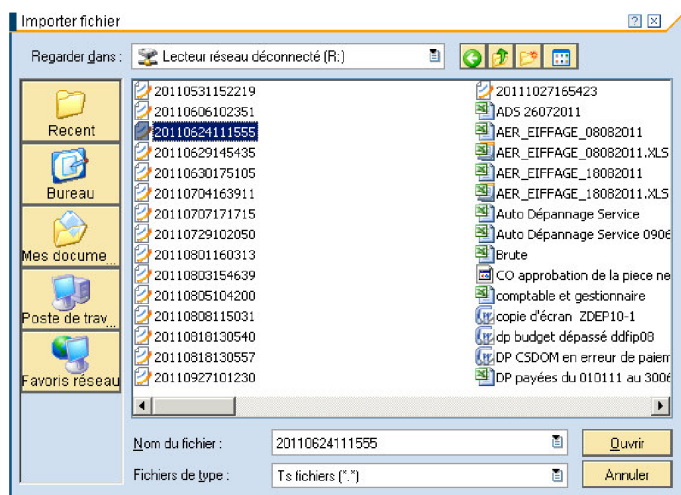 Importer fichier
Regarder dans : Lecteur réseau déconnecté (R:)
Recent
Bureau
Mes docume...
Poste de trav...
Favoris réseau
20110531152219
20110606102351
20110624111555
20110629145435
20110630175105
20110704163911
20110707171715
20110729102050
20110801160313
20110803154639
20110805104200
20110808115031
20110818130540
20110818130557
20110927101230
20111027165423
ADS 26072011
AER_EIFFAGE_08082011
AER_EIFFAGE_08082011.XLS
AER_EIFFAGE_18082011
AER_EIFFAGE_18082011.XLS
Auto Dépannage Service
Auto Dépannage Service 0906
Brute
CO approbation de la piece ne
comptable et gestionnaire
copie d'écran ZDEP10-1
dp budget dépassé ddfip08
DP CSDOM en erreur de paiem
DP payées du 010111 au 3006
Nom du fichier : 20110624111555 Ouvrir
Fichiers de type : Ts fichiers (*.*) Annuler